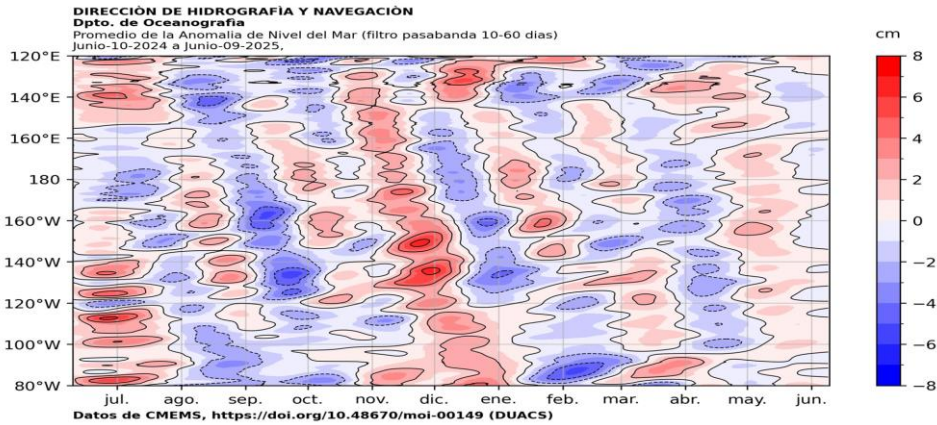 DIRECCIÒN DE HIDROGRAFÌA Y NAVEGACIÒN
Dpto. de Oceanografìa
Promedio de la Anomalia de Nivel del Mar (filtro pasabanda 10-60 dias)
Junio-10-2024 a Junio-09-2025,
cm
120°E
140°E
160°E
180
160°W
140°W
120°W
100°W
80°W
8
6
4
2
0
−2
−4
−6
−8
jul. ago. sep. oct. nov. dic. ene. feb. mar. abr. may. jun.
Datos de CMEMS, https://doi.org/10.48670/moi-00149 (DUACS)